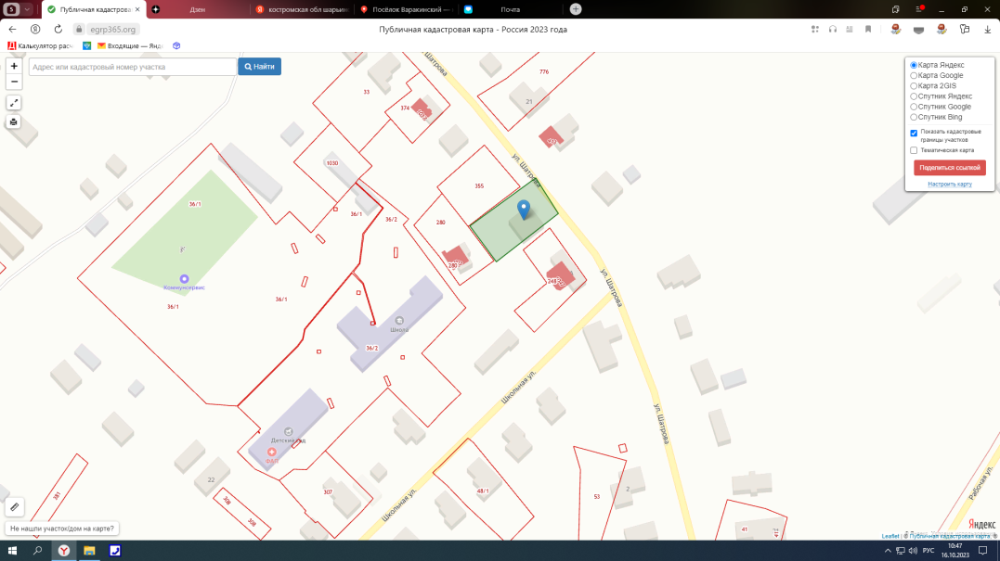 5
Публичная кадастрова
Дзен
костромская обл шарьин
Посёлок Варакинский —
Почта
egrp365.org
Публичная кадастровая карта - Россия 2023 года
Калькулятор расч
Входящие — Янд
+
−
Адрес или кадастровый номер участка
Найти
Карта Яндекс
Карта Google
Карта 2GIS
Спутник Яндекс
Спутник Google
Спутник Bing
Показать кадастровые
границы участков
Тематическая карта
Поделиться ссылкой
Настроить карту
776
33
374
21
1030
ул. Шатрова
355
36/1
36/1
36/2
280
280
248
Коммунсервис
36/1
36/1
ул. Шатрова
Школа
36/2
Школьная ул.
ул. Шатрова
Детский сад
ФАП
22
307
48/1
2
53
381
308
308
Школьная ул.
41
412
Рабочая ул.
Не нашли участок/дом на карте?
Яндекс
Leaflet | © Публичная кадастровая карта, ©
РУС
10:47
16.10.2023